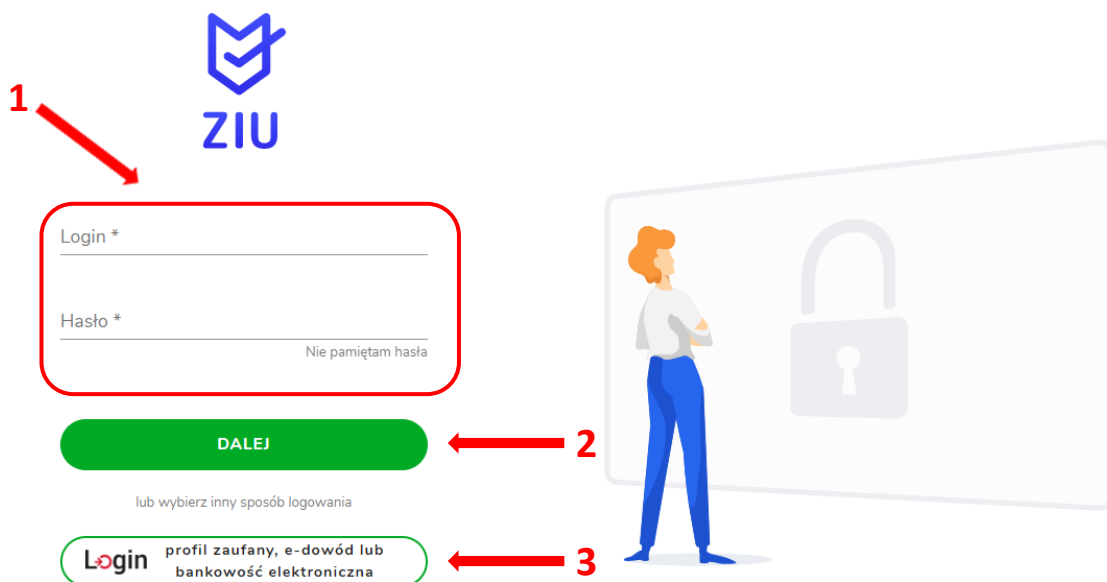 ZIU
1
Login *
Hasło *
Nie pamiętam hasła
DALEJ
2
lub wybierz inny sposób logowania
Login profil zaufany, e-dowód lub
bankowość elektroniczna
3